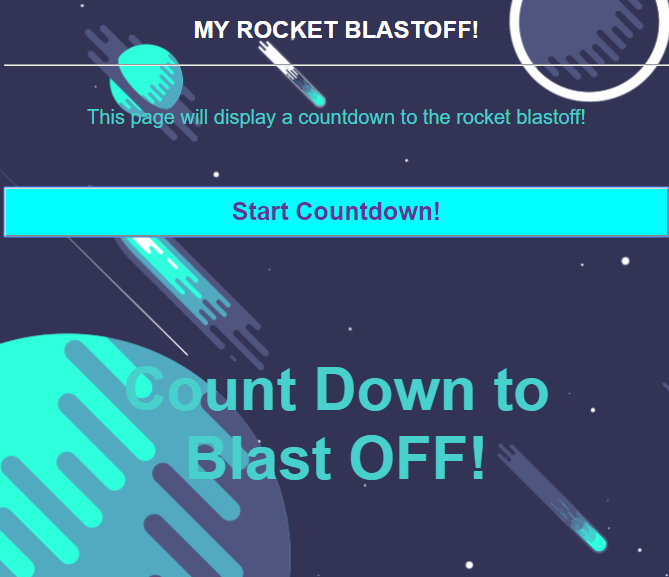 MY ROCKET BLASTOFF!
This page will display a countdown to the rocket blastoff!
Start Countdown!
Count Down to
Blast OFF!